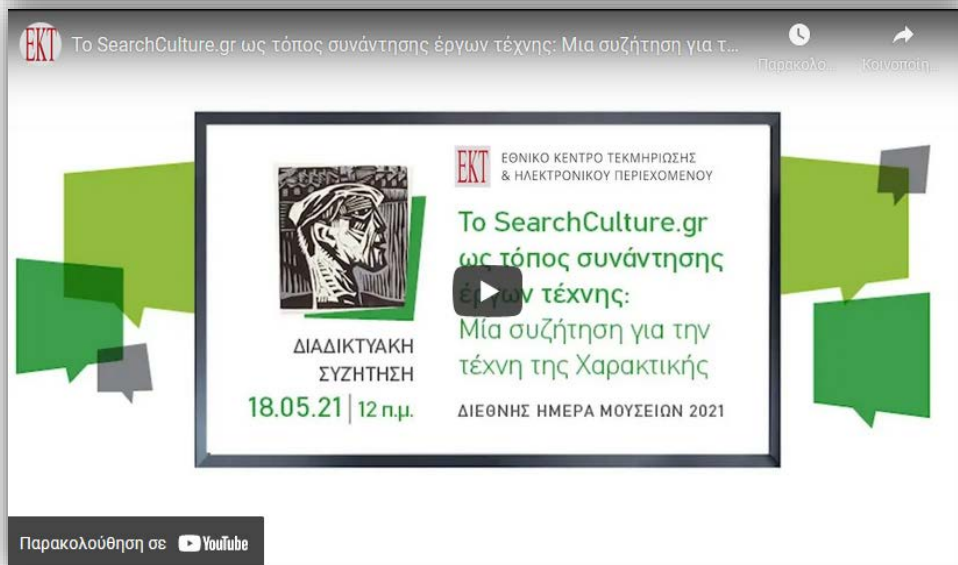 ΕΚΤ Το SearchCulture.gr ως τόπος συνάντησης έργων τέχνης: Μια συζήτηση για τ...
Παρακολο... Κοινοποίη...
ΕΚΤ ΕΘΝΙΚΟ ΚΕΝΤΡΟ ΤΕΚΜΗΡΙΩΣΗΣ
& ΗΛΕΚΤΡΟΝΙΚΟΥ ΠΕΡΙΕΧΟΜΕΝΟΥ
Το SearchCulture.gr
ως τόπος συνάντησης
έργων τέχνης:
Μία συζήτηση για την
τέχνη της Χαρακτικής
ΔΙΕΘΝΗΣ ΗΜΕΡΑ ΜΟΥΣΕΙΩΝ 2021
ΔΙΑΔΙΚΤΥΑΚΗ
ΣΥΖΗΤΗΣΗ
18.05.21 | 12 π.μ.
Παρακολούθηση σε YouTube